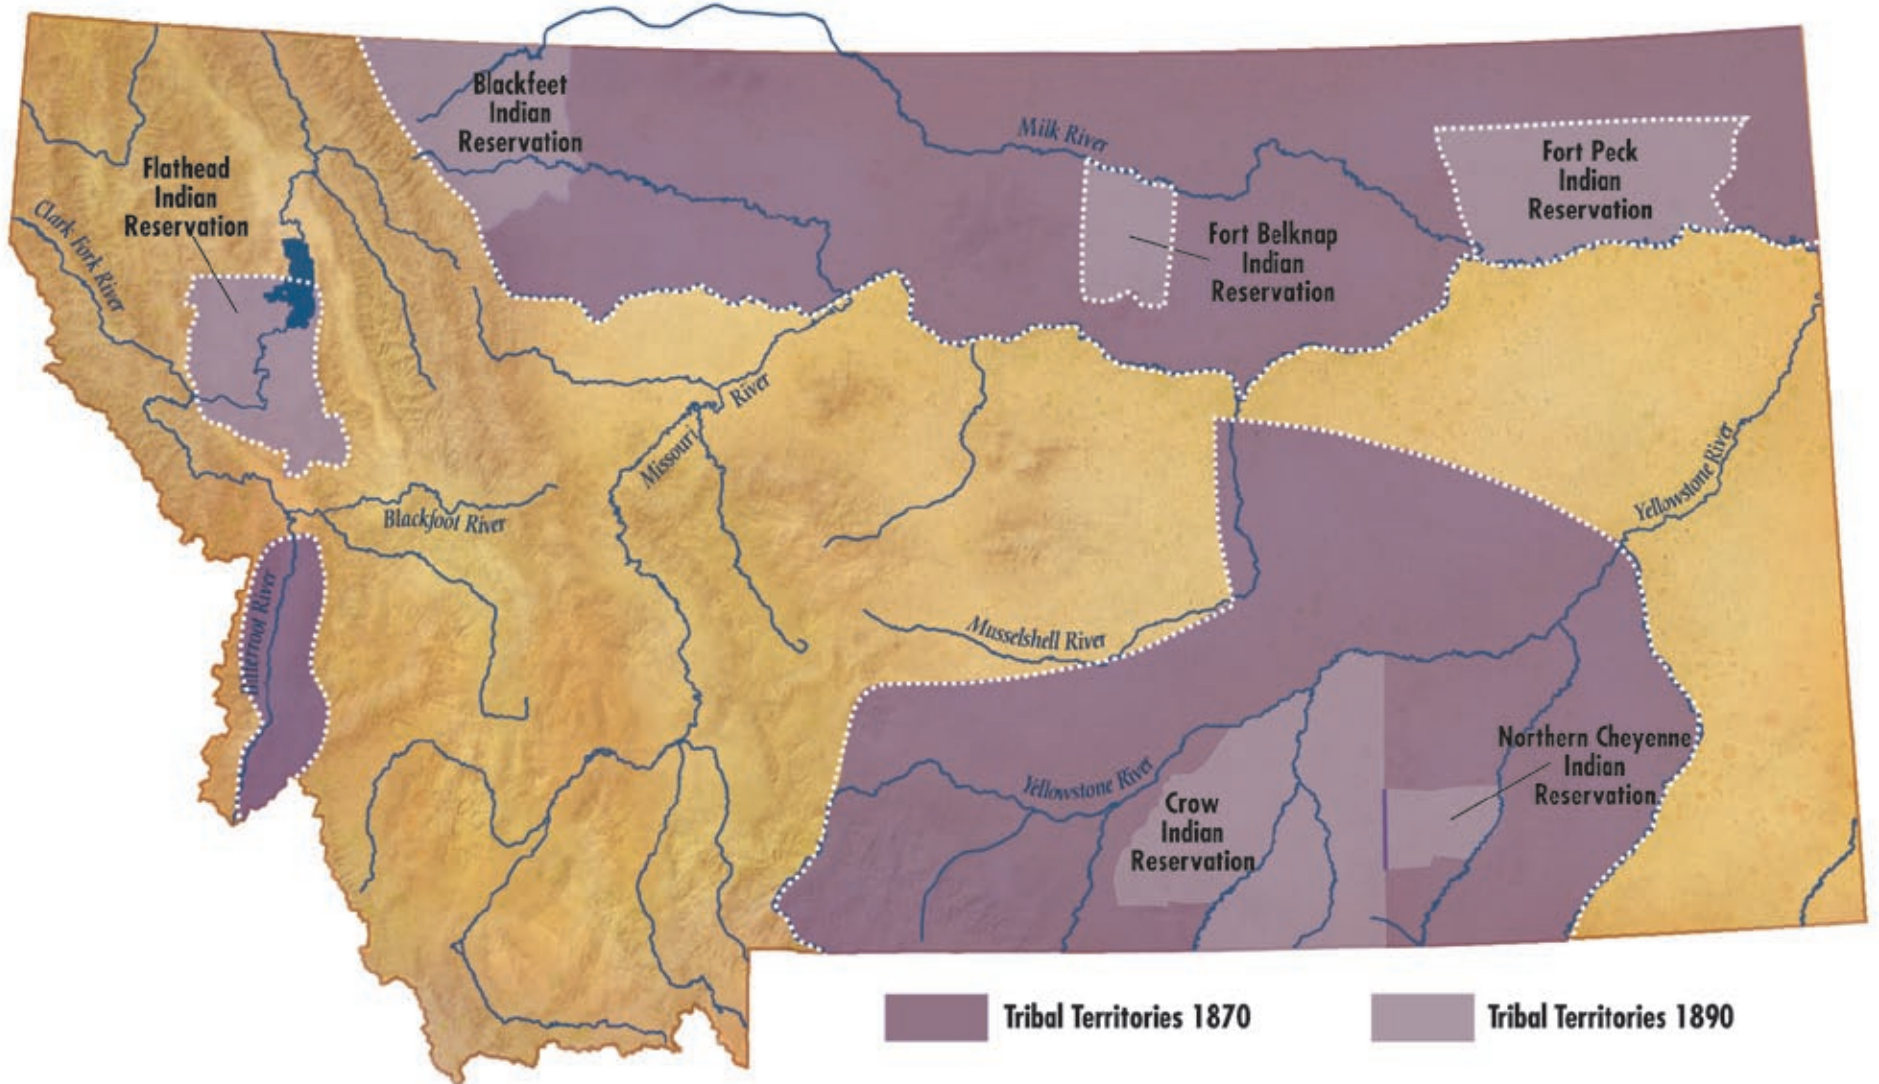 Blackfeet
Indian
Reservation
Milk River
Fort Peck
Indian
Reservation
Flathead
Indian
Reservation
Clark Fork River
Fort Belknap
Indian
Reservation
Missouri
River
Blackfoot River
Yellowstone River
Bitterroot River
Musselshell River
Northern Cheyenne
Indian
Reservation
Yellowstone River
Crow
Indian
Reservation
Tribal Territories 1870
Tribal Territories 1890